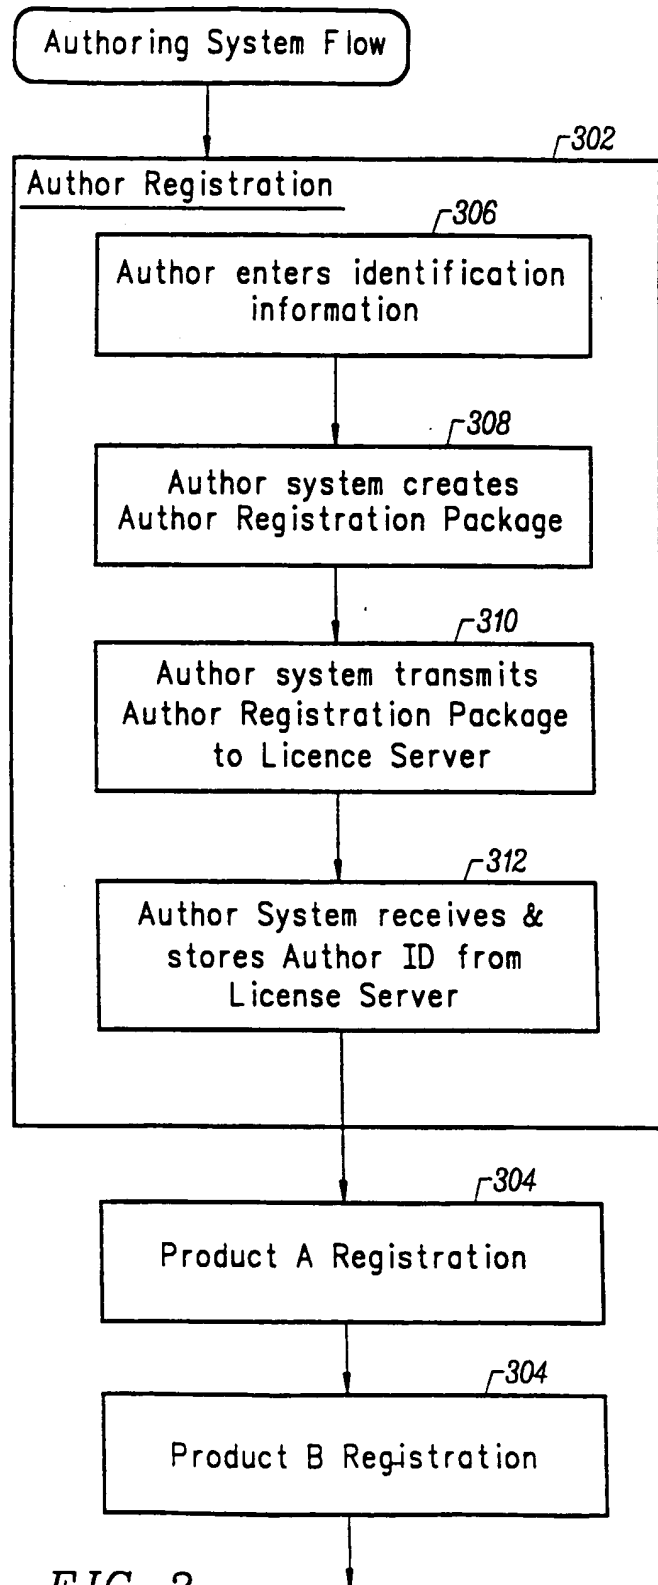 Authoring System Flow
302
Author Registration
306
Author enters identification
information
308
Author system creates
Author Registration Package
310
Author system transmits
Author Registration Package
to Licence Server
312
Author System receives &
stores Author ID from
License Server
304
Product A Registration
304
Product B Registration